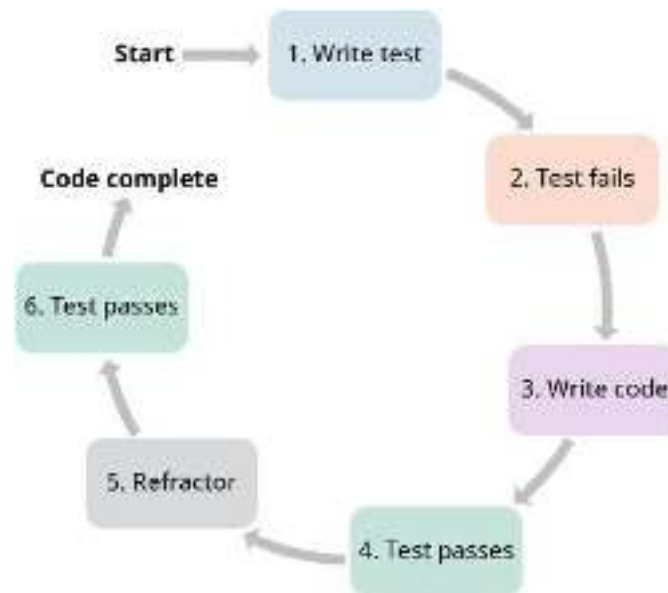 Start
1. Write test
2. Test fails
3. Write code
4. Test passes
5. Refractor
6. Test passes
Code complete